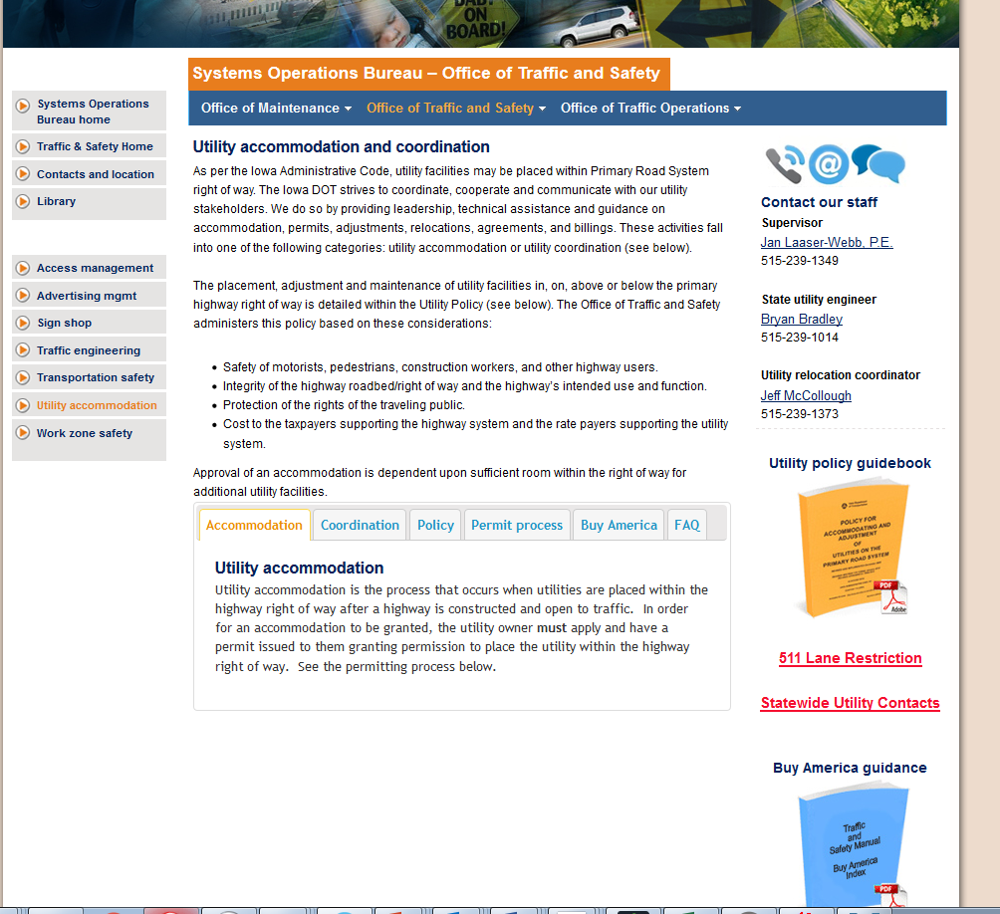 BABY
ON
BOARD!
Systems Operations Bureau – Office of Traffic and Safety
Office of Maintenance
Office of Traffic and Safety
Office of Traffic Operations
Systems Operations
Bureau home
Traffic & Safety Home
Contacts and location
Library
Access management
Advertising mgmt
Sign shop
Traffic engineering
Transportation safety
Utility accommodation
Work zone safety
Utility accommodation and coordination
As per the Iowa Administrative Code, utility facilities may be placed within Primary Road System
right of way. The Iowa DOT strives to coordinate, cooperate and communicate with our utility
stakeholders. We do so by providing leadership, technical assistance and guidance on
accommodation, permits, adjustments, relocations, agreements, and billings. These activities fall
into one of the following categories: utility accommodation or utility coordination (see below).
The placement, adjustment and maintenance of utility facilities in, on, above or below the primary
highway right of way is detailed within the Utility Policy (see below). The Office of Traffic and Safety
administers this policy based on these considerations:
• Safety of motorists, pedestrians, construction workers, and other highway users.
• Integrity of the highway roadbed/right of way and the highway's intended use and function.
• Protection of the rights of the traveling public.
• Cost to the taxpayers supporting the highway system and the rate payers supporting the utility
system.
Approval of an accommodation is dependent upon sufficient room within the right of way for
additional utility facilities.
Accommodation
Coordination
Policy
Permit process
Buy America
FAQ
Utility accommodation
Utility accommodation is the process that occurs when utilities are placed within the
highway right of way after a highway is constructed and open to traffic. In order
for an accommodation to be granted, the utility owner must apply and have a
permit issued to them granting permission to place the utility within the highway
right of way. See the permitting process below.
@
Contact our staff
Supervisor
Jan Laaser-Webb, P.E.
515-239-1349
State utility engineer
Bryan Bradley
515-239-1014
Utility relocation coordinator
Jeff McCollough
515-239-1373
Utility policy guidebook
POLICY FOR
ACCOMMODATING AND
ADJUSTMENT
OF
UTILITIES ON THE
PRIMARY ROAD SYSTEM
PDF
Adobe
511 Lane Restriction
Statewide Utility Contacts
Buy America guidance
Traffic
and
Safety Manual
Buy America
Index
PDF